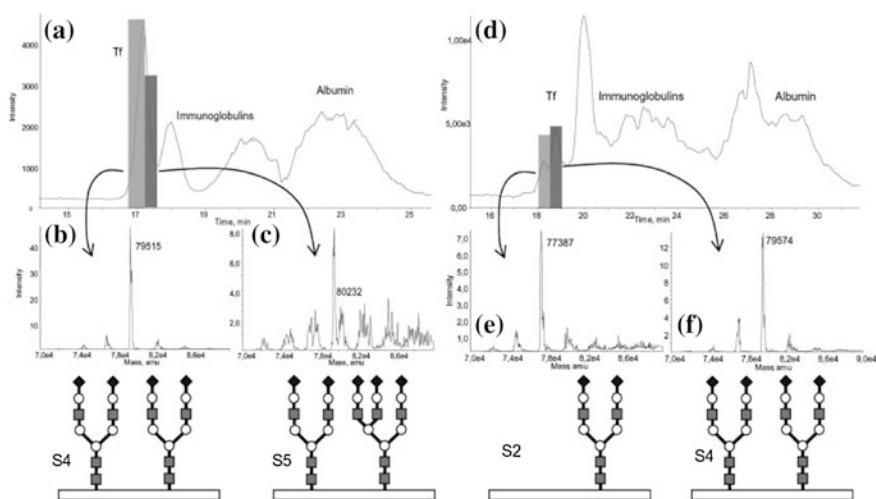 (a)
4000
3000
2000
1000
0
Intensity
Tf
Immunoglobulins
Albumin
15
17
19
21
23
25
Time, min
(d)
1,00e4
5,00e3
0,00
Intensity
Tf
Immunoglobulins
Albumin
16
18
20
22
24
26
28
30
Time, min
(b)
40
30
20
10
Intensity
79515
7,0e4
7,4e4
7,8e4
8,2e4
8,6e4
Mass, amu
(c)
8,0
6,0
4,0
2,0
80232
7,0e4
7,4e4
7,8e4
8,2e4
8,6e4
Mass, amu
(e)
7,0
6,0
5,0
4,0
3,0
2,0
1,0
Intensity
77387
7,0e4
7,4e4
7,8e4
8,2e4
8,6e4
Mass amu
(f)
12
10
8
6
4
2
79574
7,0e4
7,4e4
7,8e4
8,2e4
8,6e4
9,0e4
Mass amu
S4
S5
S2
S4